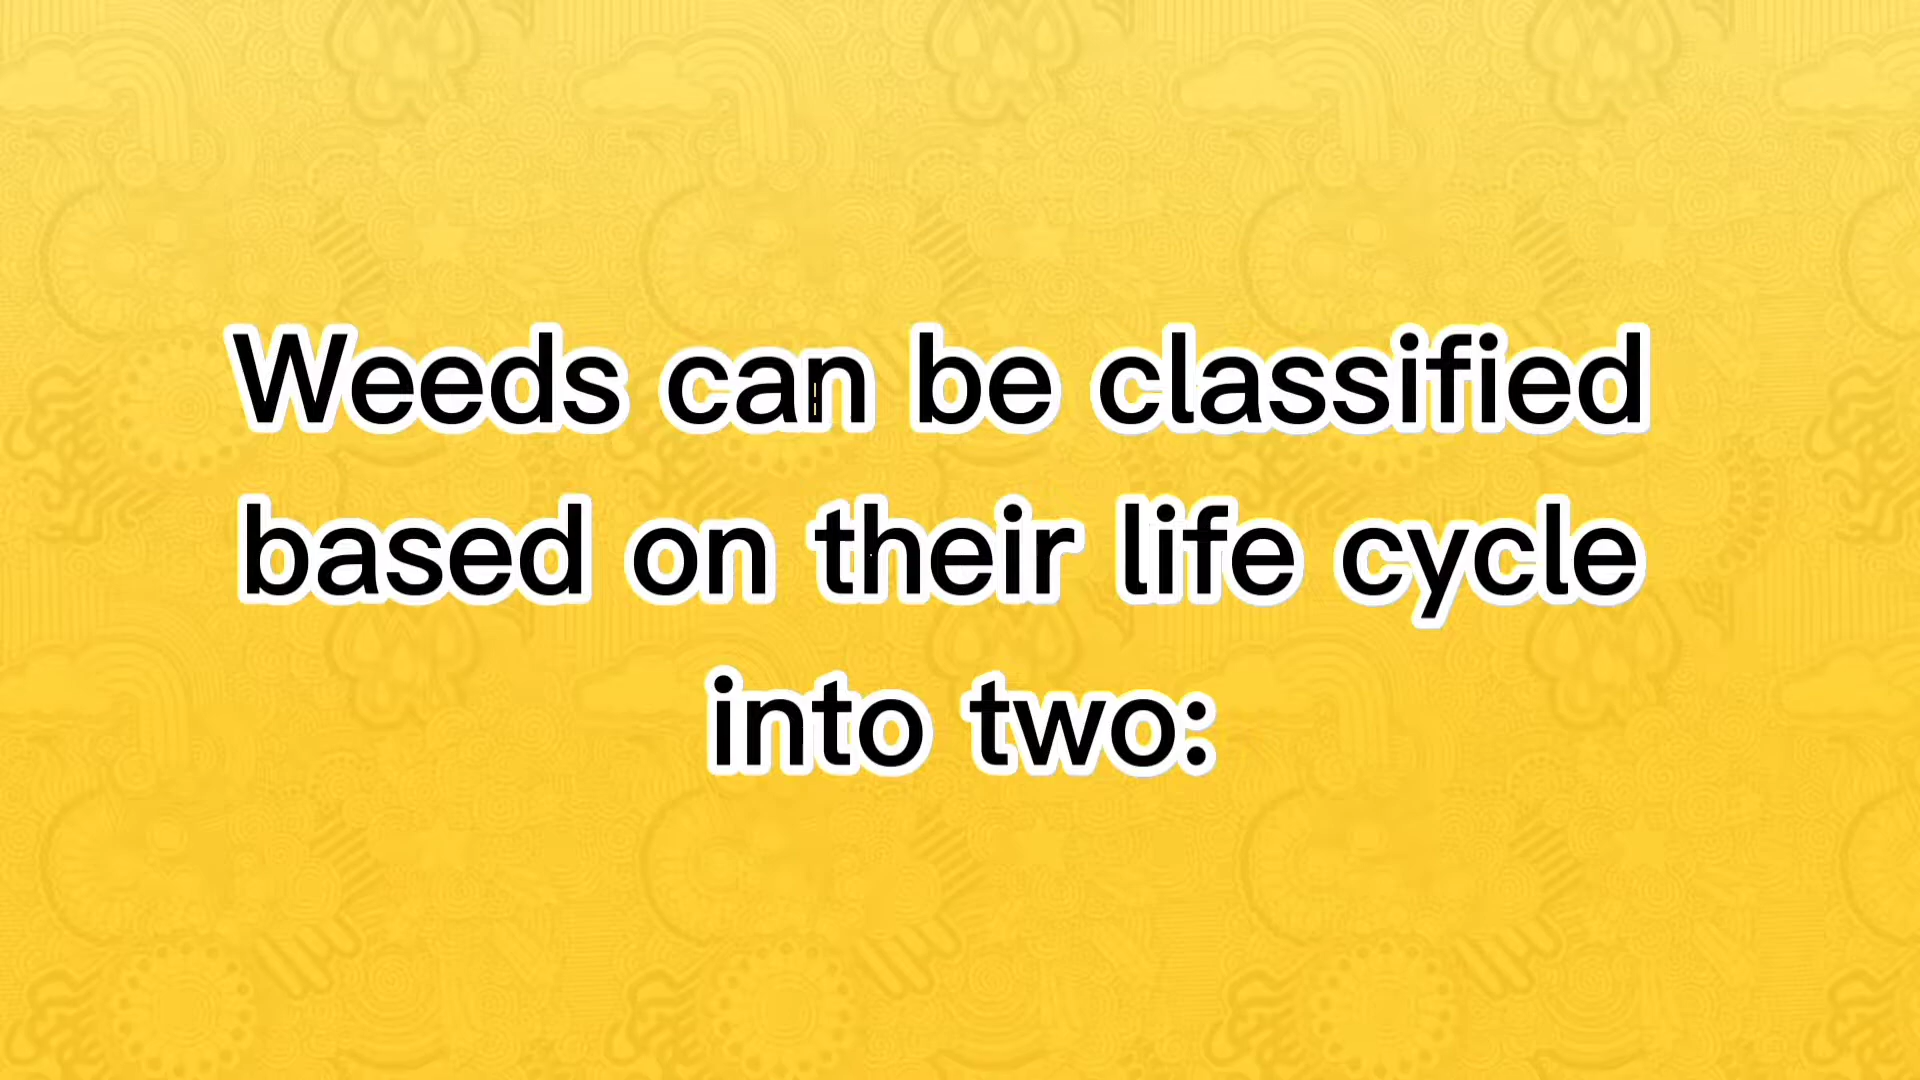 Weeds can be classified
based on their life cycle
into two: